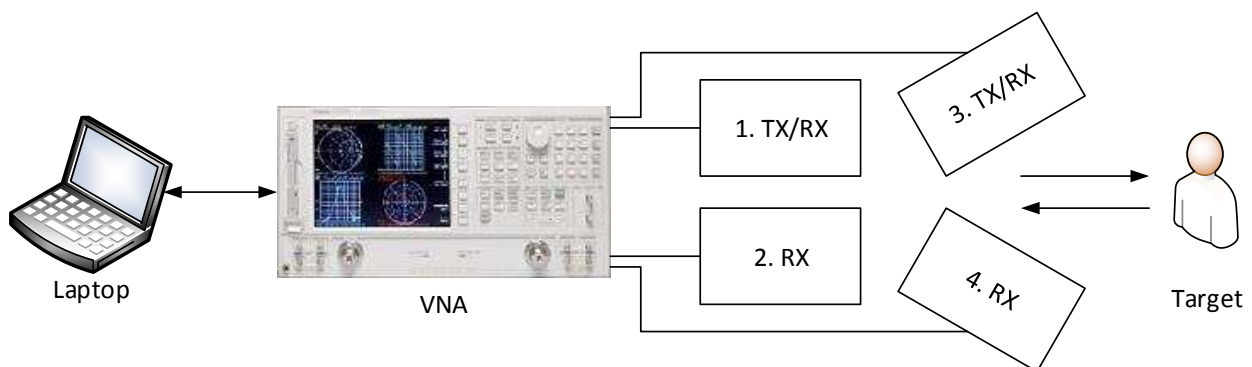 3. TX/RX
1. TX/RX
2. RX
4. RX
Laptop
VNA
Target